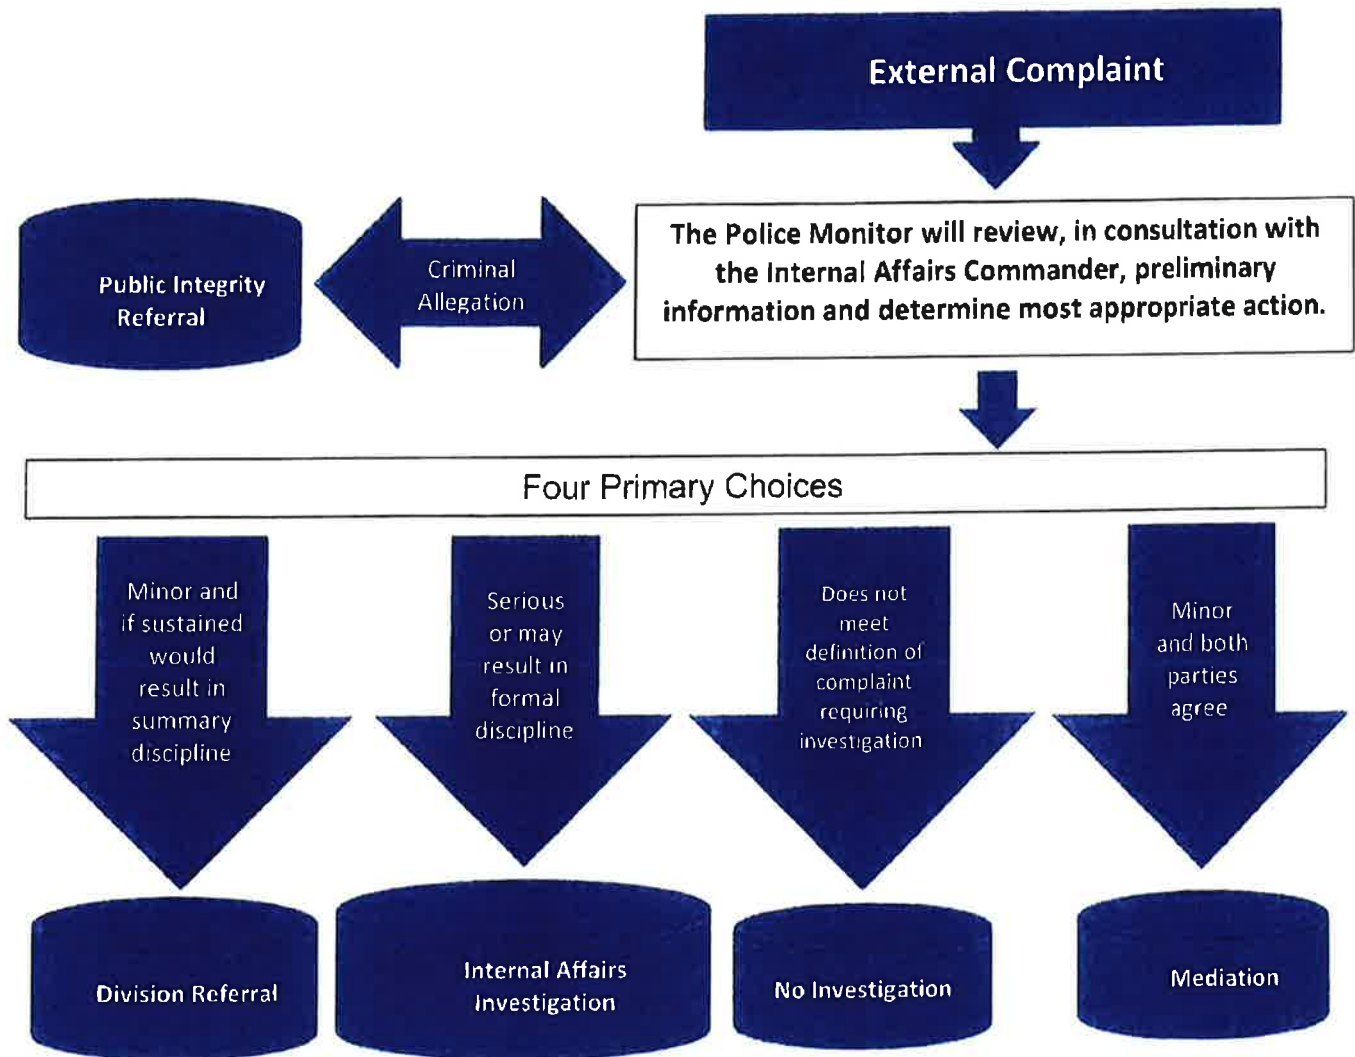 External Complaint
The Police Monitor will review, in consultation with
the Internal Affairs Commander, preliminary
information and determine most appropriate action.
Criminal
Allegation
Public Integrity
Referral
Four Primary Choices
Minor and
if sustained
would
result in
summary
discipline
Serious
or may
result in
formal
discipline
Does not
meet
definition of
complaint
requiring
investigation
Minor
and both
parties
agree
Division Referral
Internal Affairs
Investigation
No Investigation
Mediation